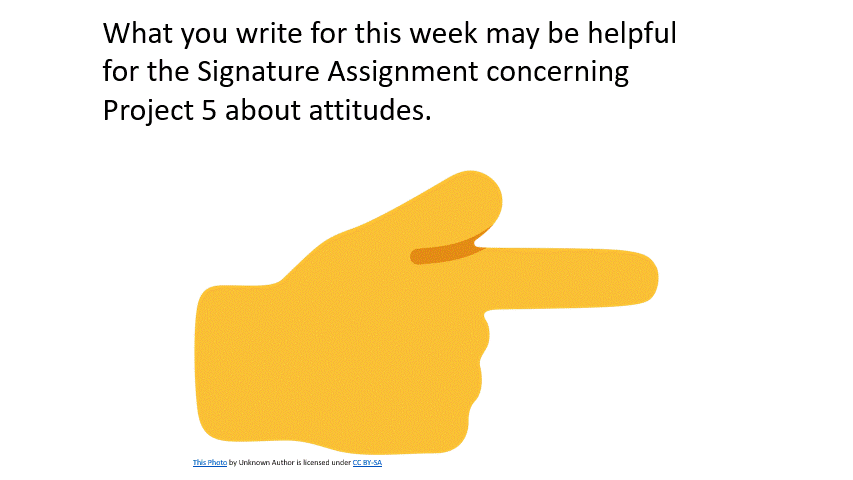 What you write for this week may be helpful
for the Signature Assignment concerning
Project 5 about attitudes.
This Photo by Unknown Author is licensed under CC BY-SA